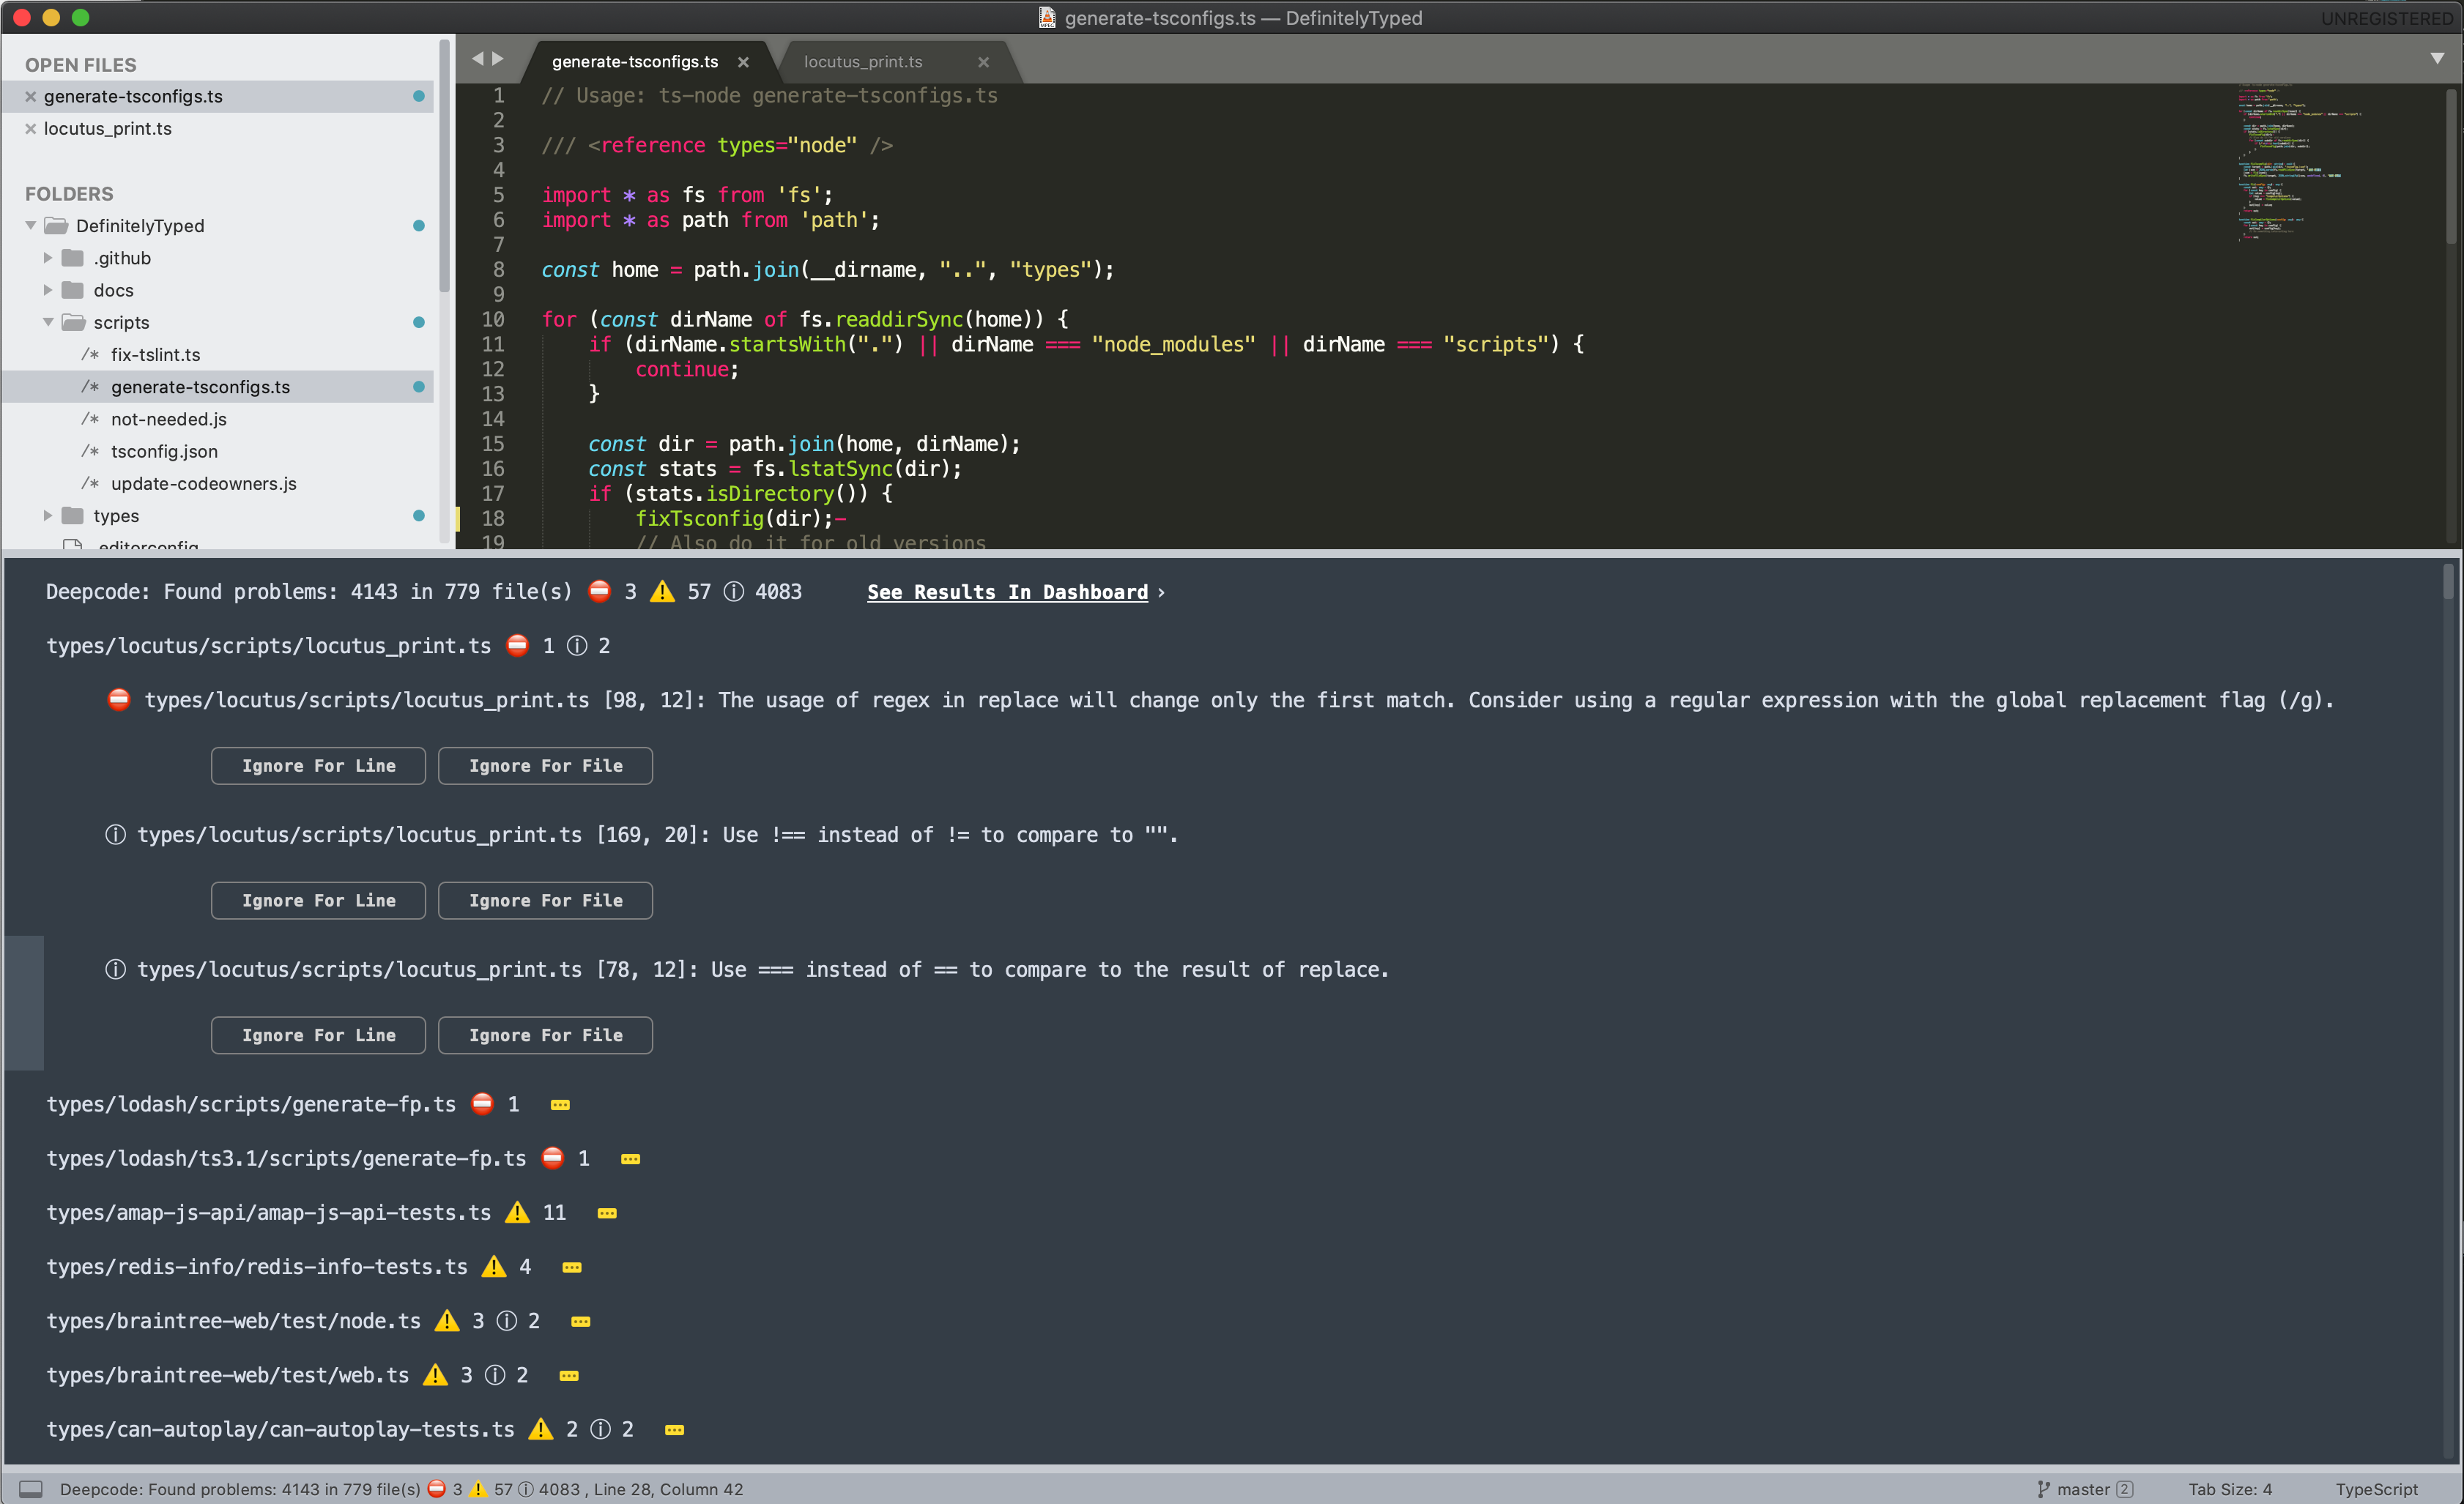 generate-tsconfigs.ts — DefinitelyTyped
UNREGISTERED
OPEN FILES
generate-tsconfigs.ts
locutus_print.ts
FOLDERS
DefinitelyTyped
.github
docs
scripts
/* fix-tslint.ts
/* generate-tsconfigs.ts
/* not-needed.js
/* tsconfig.json
/* update-codeowners.js
types
.editorconfig
generate-tsconfigs.ts
locutus_print.ts
1 // Usage: ts-node generate-tsconfigs.ts
2
3 /// <reference types="node" />
4
5 import * as fs from 'fs';
6 import * as path from 'path';
7
8 const home = path.join(__dirname, "..", "types");
9
10 for (const dirName of fs.readdirSync(home)) {
11 if (dirName.startsWith(".") || dirName === "node_modules" || dirName === "scripts") {
12 continue;
13 }
14
15 const dir = path.join(home, dirName);
16 const stats = fs.lstatSync(dir);
17 if (stats.isDirectory()) {
18 fixTsconfig(dir);-
19 // Also do it for old versions
Deepcode: Found problems: 4143 in 779 file(s) ⛔ 3 ⚠️ 57 ⓘ 4083 See Results In Dashboard ›
types/locutus/scripts/locutus_print.ts ⛔ 1 ⓘ 2
⛔ types/locutus/scripts/locutus_print.ts [98, 12]: The usage of regex in replace will change only the first match. Consider using a regular expression with the global replacement flag (/g).
Ignore For Line Ignore For File
ⓘ types/locutus/scripts/locutus_print.ts [169, 20]: Use !== instead of != to compare to "".
Ignore For Line Ignore For File
ⓘ types/locutus/scripts/locutus_print.ts [78, 12]: Use === instead of == to compare to the result of replace.
Ignore For Line Ignore For File
types/lodash/scripts/generate-fp.ts ⛔ 1
types/lodash/ts3.1/scripts/generate-fp.ts ⛔ 1
types/amap-js-api/amap-js-api-tests.ts ⚠️ 11
types/redis-info/redis-info-tests.ts ⚠️ 4
types/braintree-web/test/node.ts ⚠️ 3 ⓘ 2
types/braintree-web/test/web.ts ⚠️ 3 ⓘ 2
types/can-autoplay/can-autoplay-tests.ts ⚠️ 2 ⓘ 2
Deepcode: Found problems: 4143 in 779 file(s) ⛔ 3 ⚠️ 57 ⓘ 4083 , Line 28, Column 42
master 2
Tab Size: 4
TypeScript